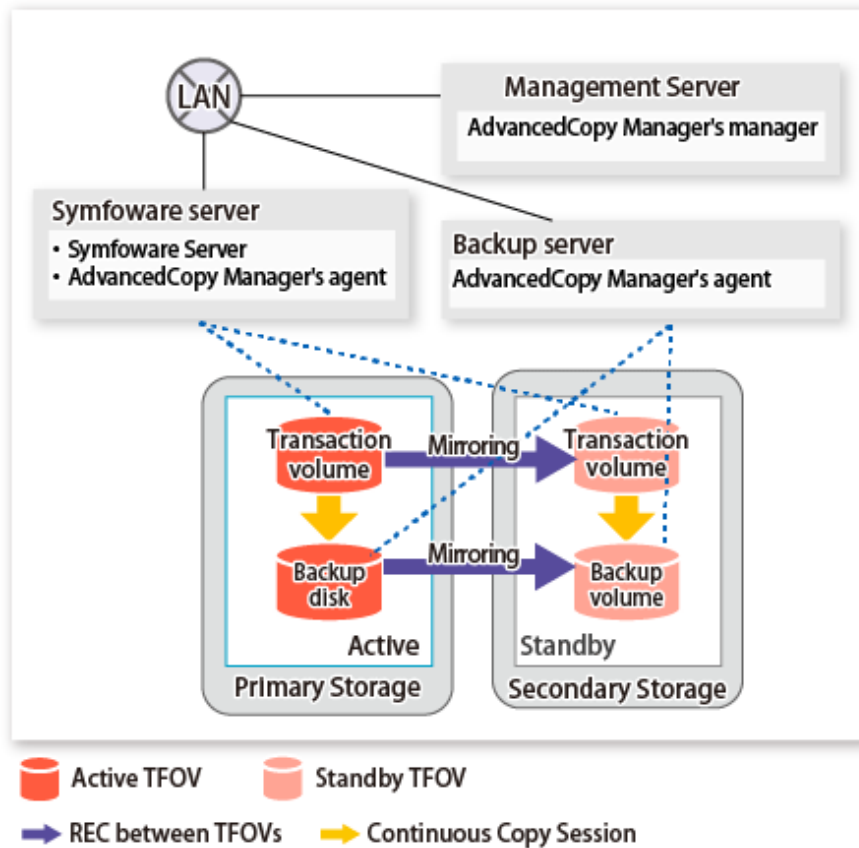 LAN
Management Server
AdvancedCopy Manager's manager
Symfoware server
• Symfoware Server
• AdvancedCopy Manager's agent
Backup server
AdvancedCopy Manager's agent
Transaction
volume
Mirroring
Transaction
volume
Backup
disk
Mirroring
Backup
volume
Active
Standby
Primary Storage
Secondary Storage
Active TFOV
Standby TFOV
REC between TFOVs
Continuous Copy Session